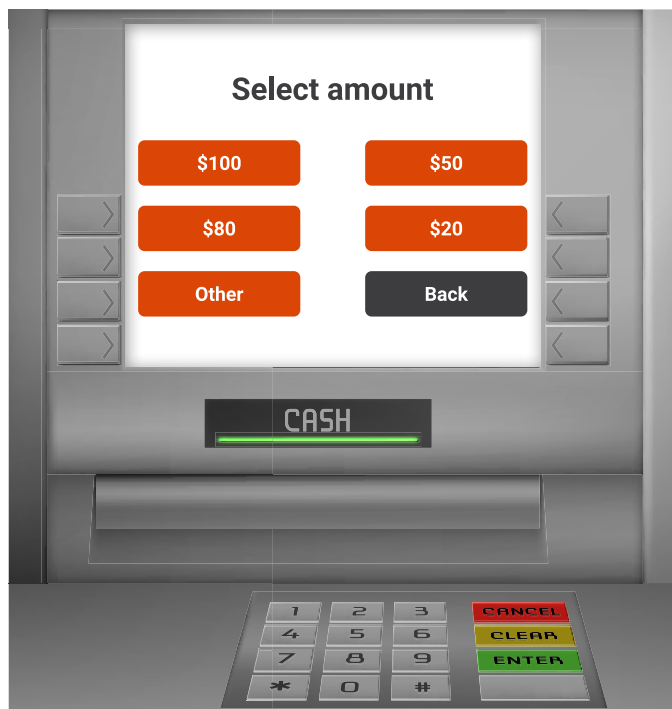 Select amount
$100 $50
$80 $20
Other Back
CASH
1 2 3 CANCEL
4 5 6 CLEAR
7 8 9 ENTER
* 0 #